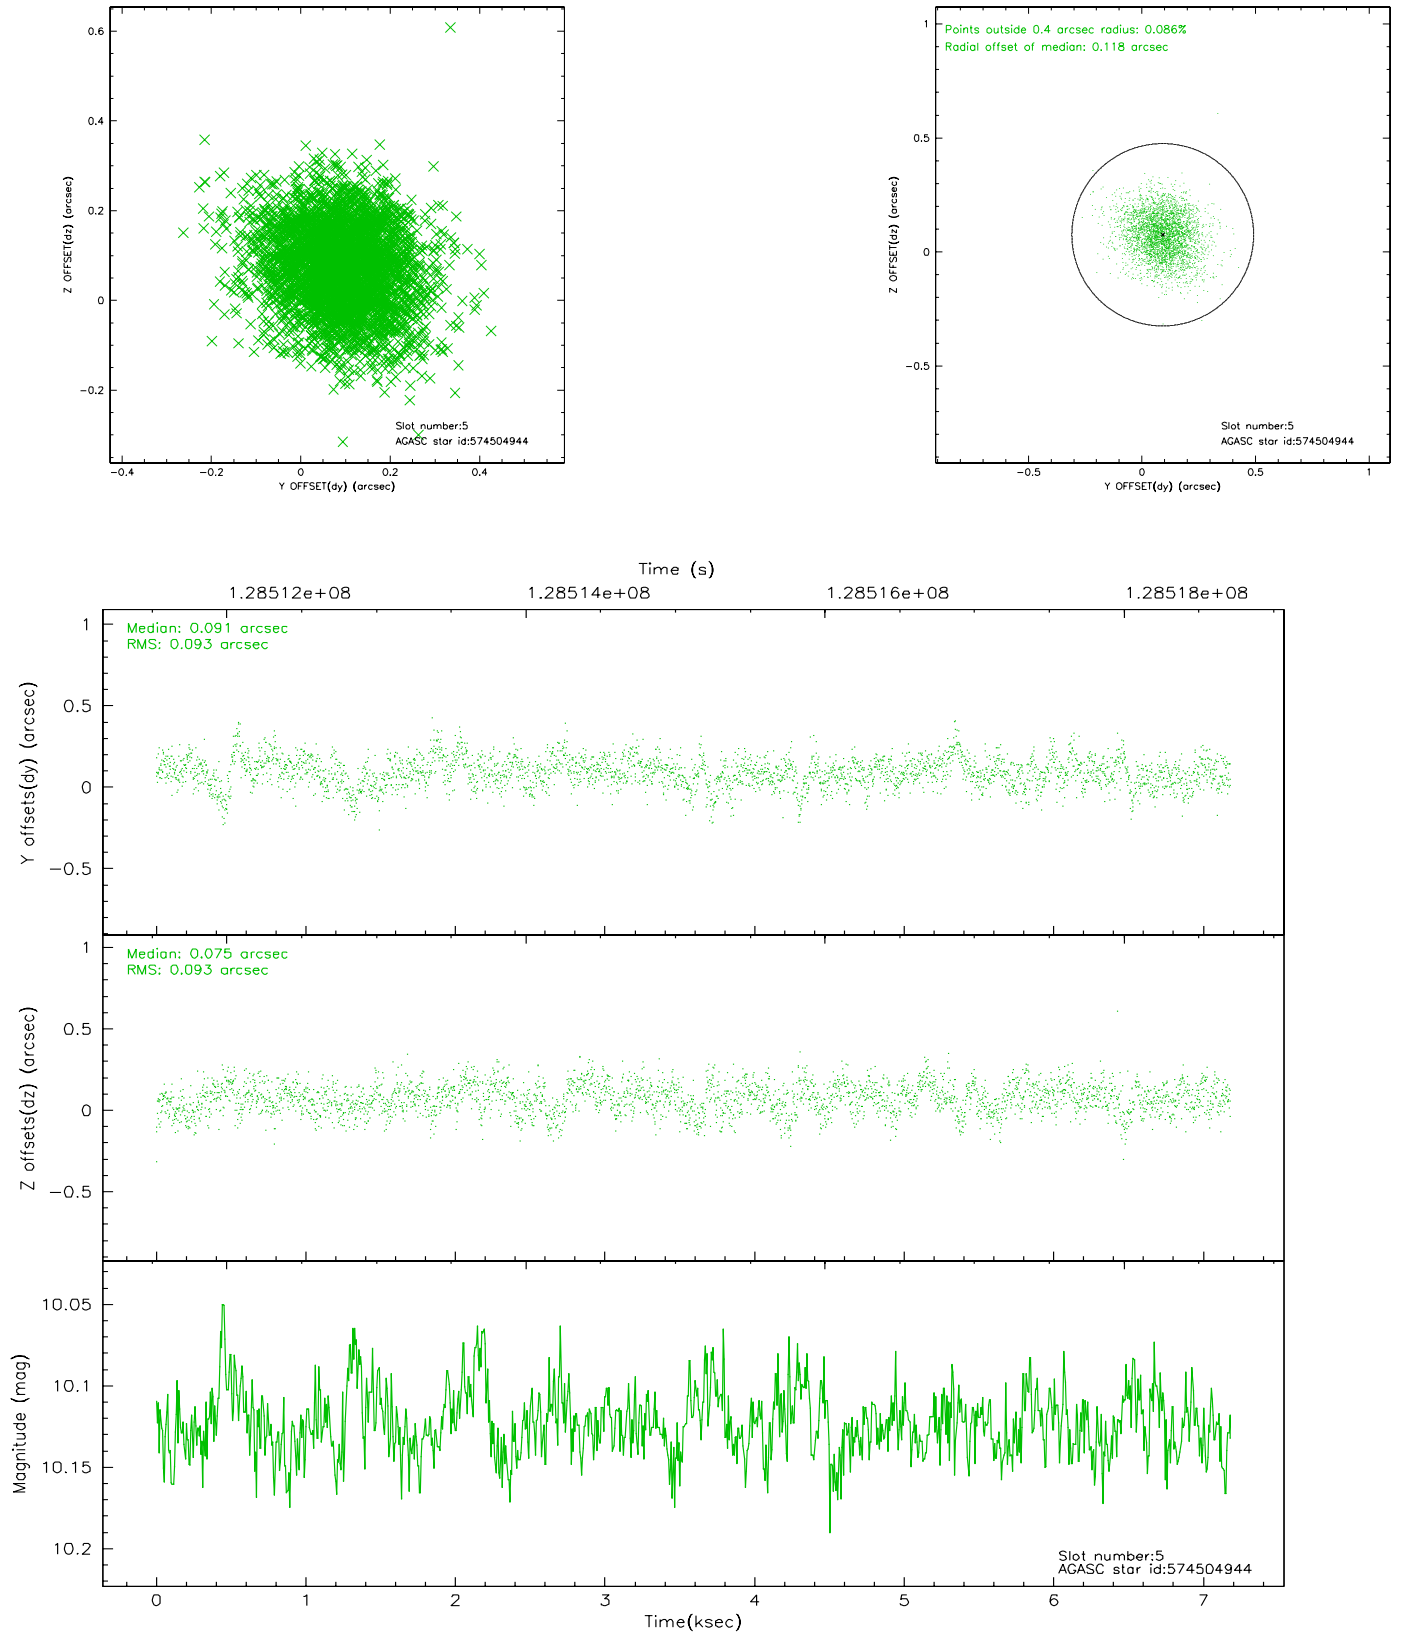 0.6
0.4
0.2
0
−0.2
Z OFFSET(dz) (arcsec)
Slot number:5
AGASC star id:574504944
−0.4 −0.2 0 0.2 0.4
Y OFFSET(dy) (arcsec)
Points outside 0.4 arcsec radius: 0.086%
Radial offset of median: 0.118 arcsec
1
0.5
0
−0.5
Z OFFSET(dz) (arcsec)
Slot number:5
AGASC star id:574504944
−0.5 0 0.5 1
Y OFFSET(dy) (arcsec)
Time (s)
1.28512e+08 1.28514e+08 1.28516e+08 1.28518e+08
Median: 0.091 arcsec
RMS: 0.093 arcsec
1
0.5
0
−0.5
Y offsets(dy) (arcsec)
Median: 0.075 arcsec
RMS: 0.093 arcsec
1
0.5
0
−0.5
Z offsets(dz) (arcsec)
10.05
10.1
10.15
10.2
Magnitude (mag)
Slot number:5
AGASC star id:574504944
0 1 2 3 4 5 6 7
Time(ksec)